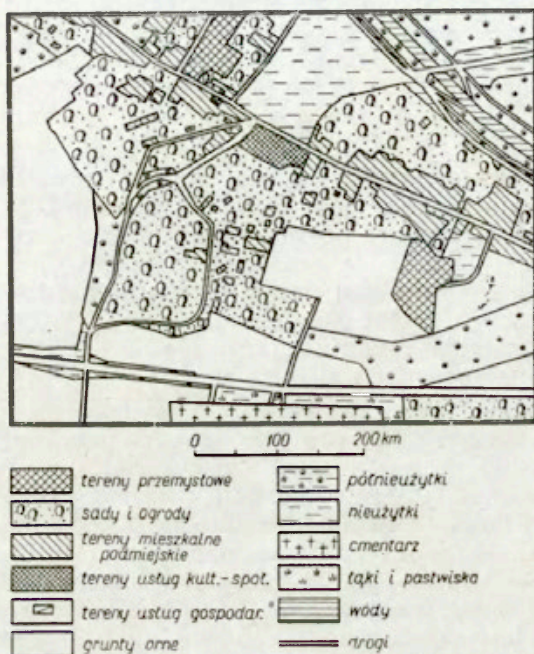 0 100 200 km
tereny przemysłowe
sady i ogrody
tereny mieszkalne
podmiejskie
tereny usług kult.-społ.
tereny usług gospodar.
grunty orne
półnieużytki
nieużytki
cmentarz
łąki i pastwiska
wody
drogi